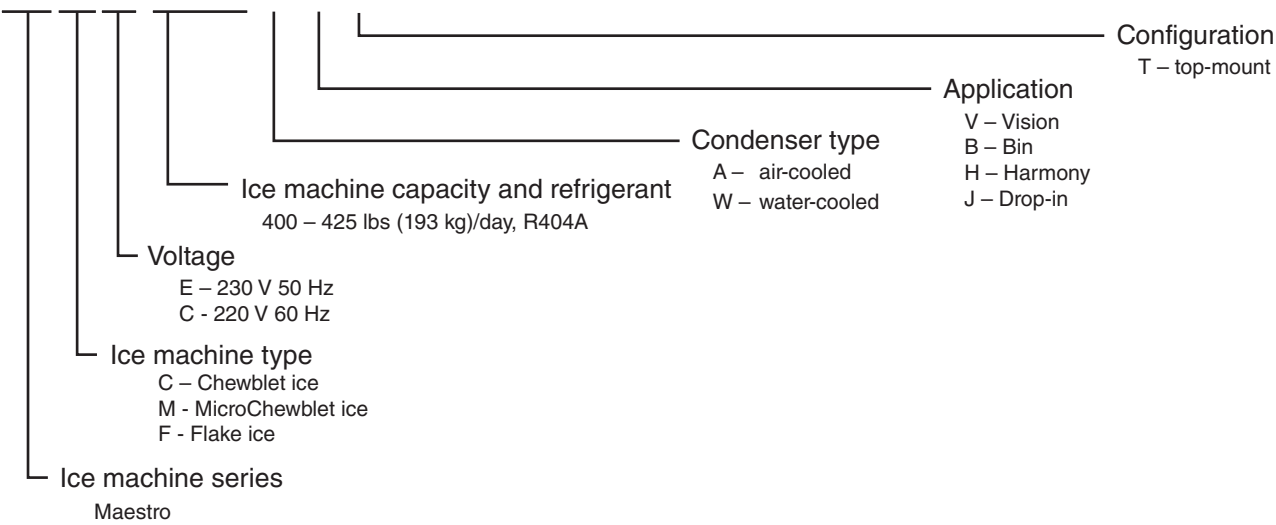 Configuration
T – top-mount
Application
V – Vision
B – Bin
H – Harmony
J – Drop-in
Condenser type
A – air-cooled
W – water-cooled
Ice machine capacity and refrigerant
400 – 425 lbs (193 kg)/day, R404A
Voltage
E – 230 V 50 Hz
C - 220 V 60 Hz
Ice machine type
C – Chewblet ice
M - MicroChewblet ice
F - Flake ice
Ice machine series
Maestro